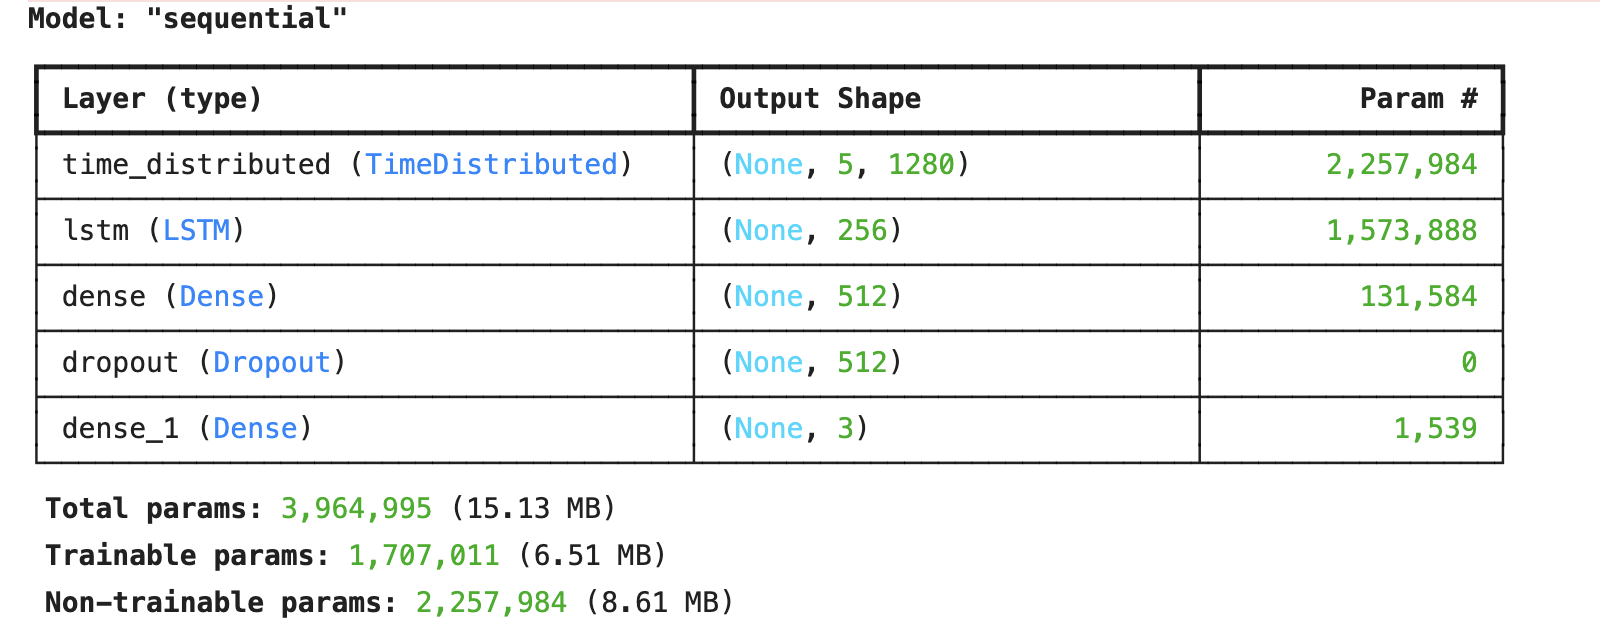 Model: "sequential"
Layer (type) Output Shape Param #
time_distributed (TimeDistributed) (None, 5, 1280) 2,257,984
lstm (LSTM) (None, 256) 1,573,888
dense (Dense) (None, 512) 131,584
dropout (Dropout) (None, 512) 0
dense_1 (Dense) (None, 3) 1,539
Total params: 3,964,995 (15.13 MB)
Trainable params: 1,707,011 (6.51 MB)
Non-trainable params: 2,257,984 (8.61 MB)